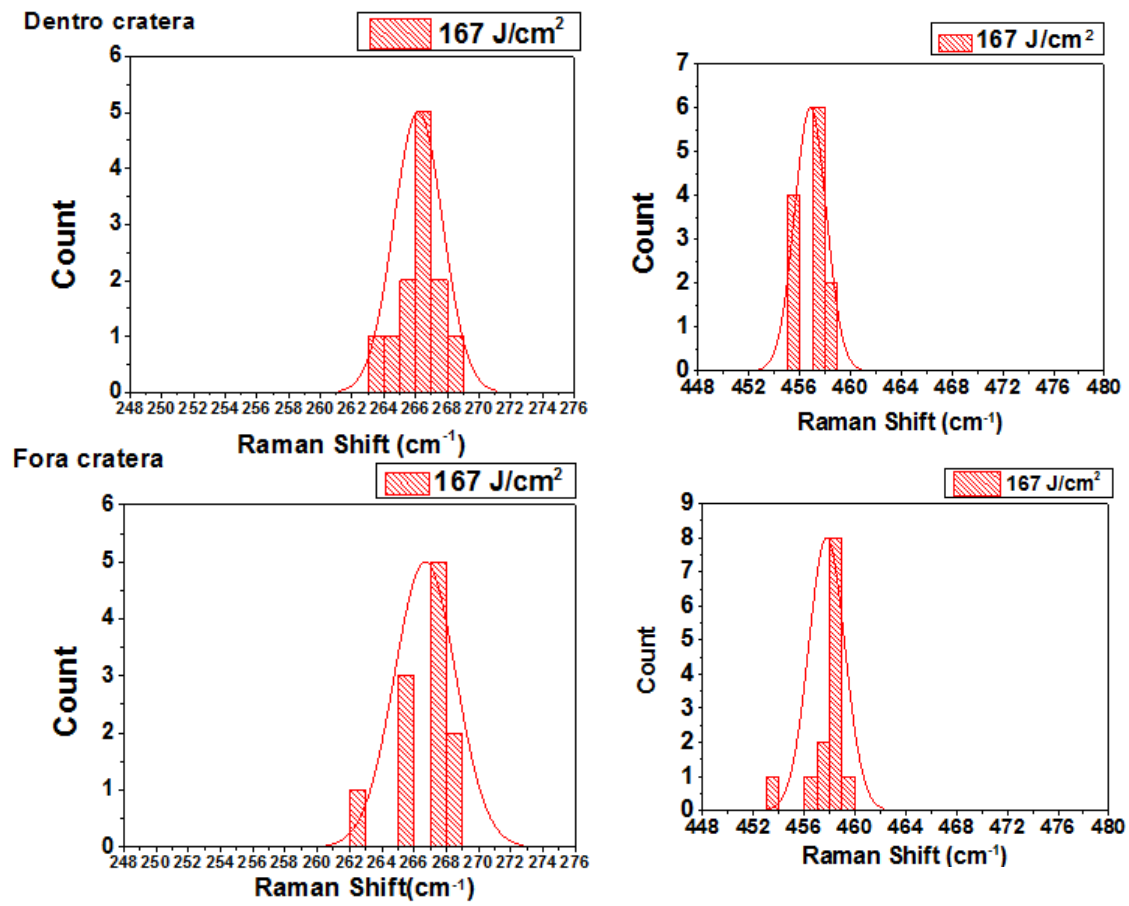 Dentro cratera
167 J/cm²
6
5
4
3
2
1
0
Count
248 250 252 254 256 258 260 262 264 266 268 270 272 274 276
Raman Shift (cm⁻¹)
167 J/cm²
7
6
5
4
3
2
1
0
Count
448 452 456 460 464 468 472 476 480
Raman Shift (cm⁻¹)
Fora cratera
167 J/cm²
6
5
4
3
2
1
0
Count
248 250 252 254 256 258 260 262 264 266 268 270 272 274 276
Raman Shift(cm⁻¹)
167 J/cm²
9
8
7
6
5
4
3
2
1
0
Count
448 452 456 460 464 468 472 476 480
Raman Shift (cm⁻¹)